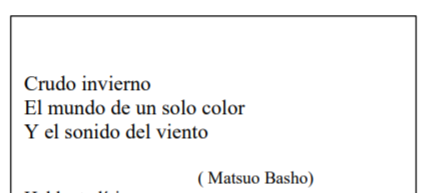 Crudo invierno
El mundo de un solo color
Y el sonido del viento
( Matsuo Basho)